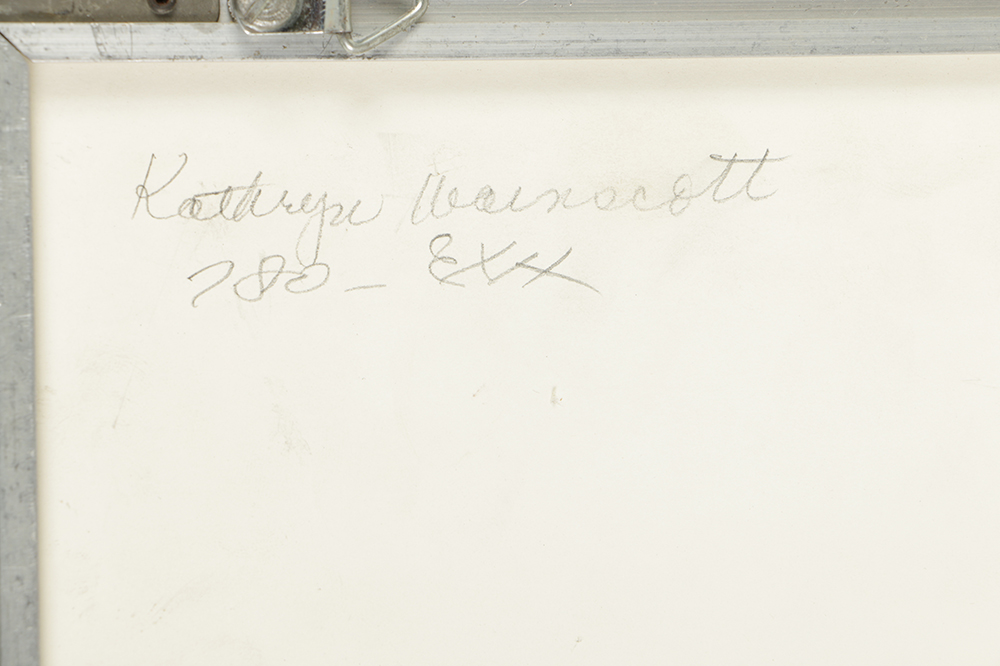 Kathryn Wainscott
780 - EXX